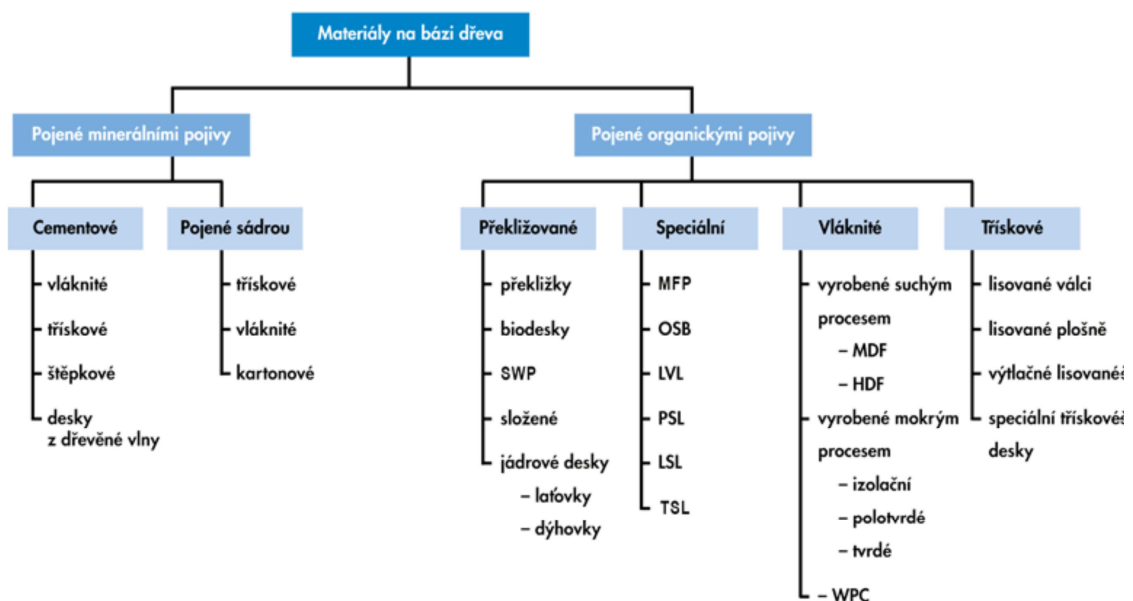 Materiály na bázi dřeva
Pojené minerálními pojivy
Pojené organickými pojivy
Cementové
vláknité
třískové
štěpkové
desky
z dřevěné vlny
Pojené sádrou
třískové
vláknité
kartonové
Překližované
překližky
biodesky
SWP
složené
jádrové desky
– laťovky
– dýhovky
Speciální
MFP
OSB
LVL
PSL
LSL
TSL
Vláknité
vyrobené suchým
procesem
– MDF
– HDF
vyrobené mokrým
procesem
– izolační
– polotvrdé
– tvrdé
– WPC
Třískové
lisované válci
lisované plošně
výtlačné lisovanéš
speciální třískovéš
desky